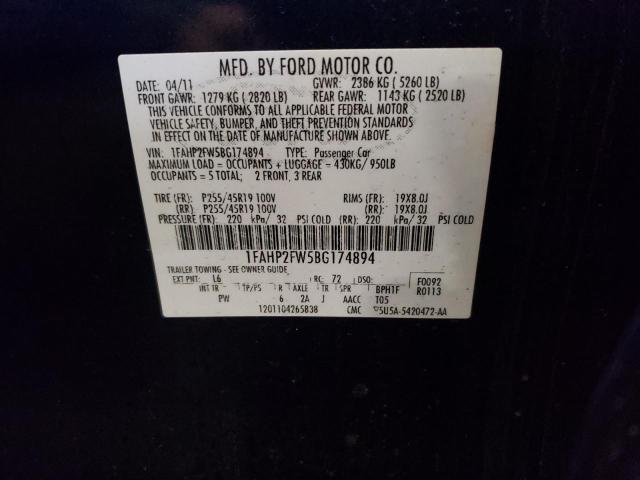 MFD. BY FORD MOTOR CO.
DATE: 04/11 GVWR: 2386 KG ( 5260 LB)
FRONT GAWR: 1279 KG ( 2820 LB) REAR GAWR: 1143 KG ( 2520 LB)
THIS VEHICLE CONFORMS TO ALL APPLICABLE FEDERAL MOTOR
VEHICLE SAFETY, BUMPER, AND THEFT PREVENTION STANDARDS
IN EFFECT ON THE DATE OF MANUFACTURE SHOWN ABOVE.
VIN: 1FAHP2FW5BG174894 TYPE: Passenger Car
MAXIMUM LOAD = OCCUPANTS + LUGGAGE = 430KG/ 950LB
OCCUPANTS = 5 TOTAL; 2 FRONT, 3 REAR
TIRE (FR): P255/45R19 100V RIMS (FR): 19X8.0J
(RR): P255/45R19 100V (RR): 19X8.0J
PRESSURE (FR): 220 kPa/ 32 PSI COLD (RR): 220 kPa/ 32 PSI COLD
1FAHP2FW5BG174894
TRAILER TOWING - SEE OWNER GUIDE
EXT PNT: L6 RC: 72 DSO: F0092
INT TR TP/PS R AXLE TR SPR BPH1F R0113
PW 6 2A J AACC T05
1201104265838 CMC 5U5A-5420472-AA